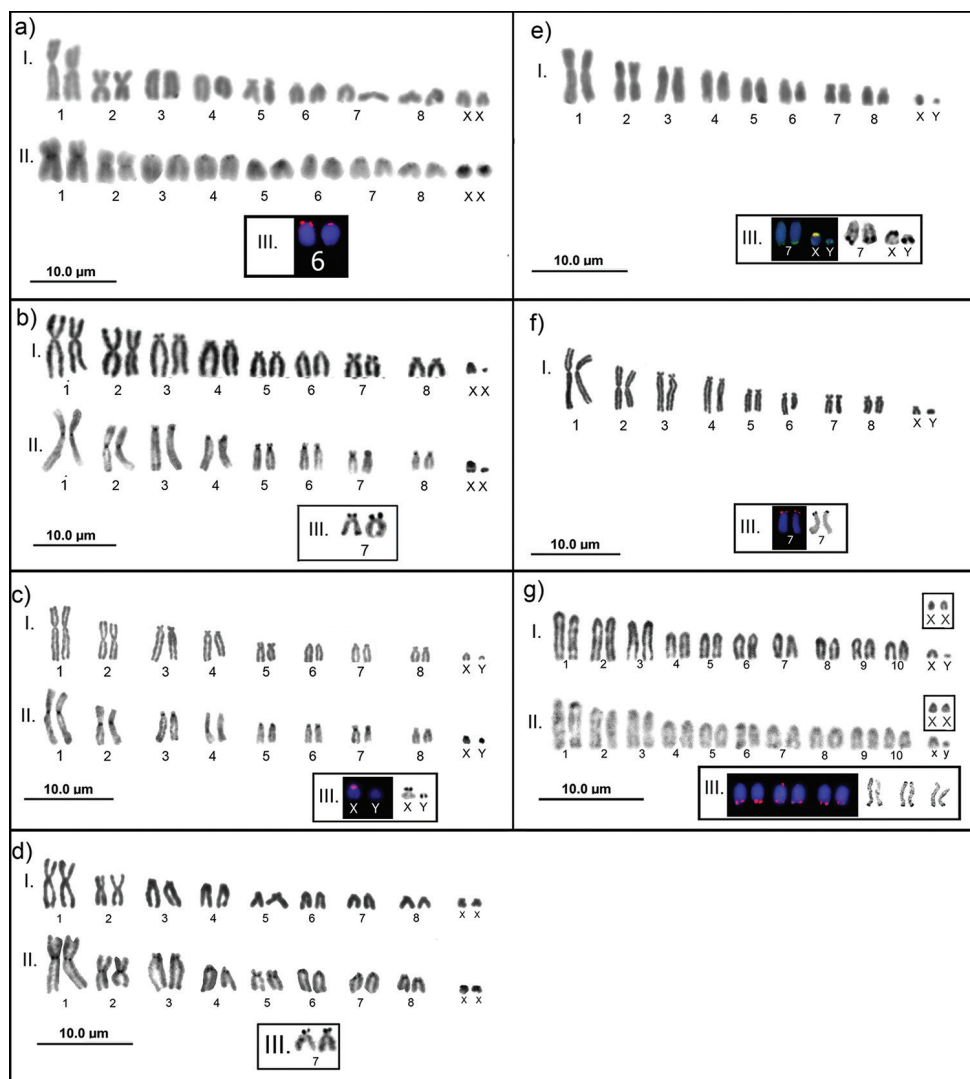 a)
I.
1 2 3 4 5 6 7 8 X X
II.
1 2 3 4 5 6 7 8 X X
III.
6
10.0 µm
b)
I.
1 2 3 4 5 6 7 8 X X
II.
1 2 3 4 5 6 7 8 X X
III.
7
10.0 µm
c)
I.
1 2 3 4 5 6 7 8 X Y
II.
1 2 3 4 5 6 7 8 X Y
III.
X Y X Y
10.0 µm
d)
I.
1 2 3 4 5 6 7 8 X X
II.
1 2 3 4 5 6 7 8 X X
III.
7
10.0 µm
e)
I.
1 2 3 4 5 6 7 8 X Y
III.
7 X Y 7 X Y
10.0 µm
f)
I.
1 2 3 4 5 6 7 8 X Y
III.
7 7
10.0 µm
g)
X X
I.
1 2 3 4 5 6 7 8 9 10 X Y
X X
II.
1 2 3 4 5 6 7 8 9 10 x y
III.
10.0 µm